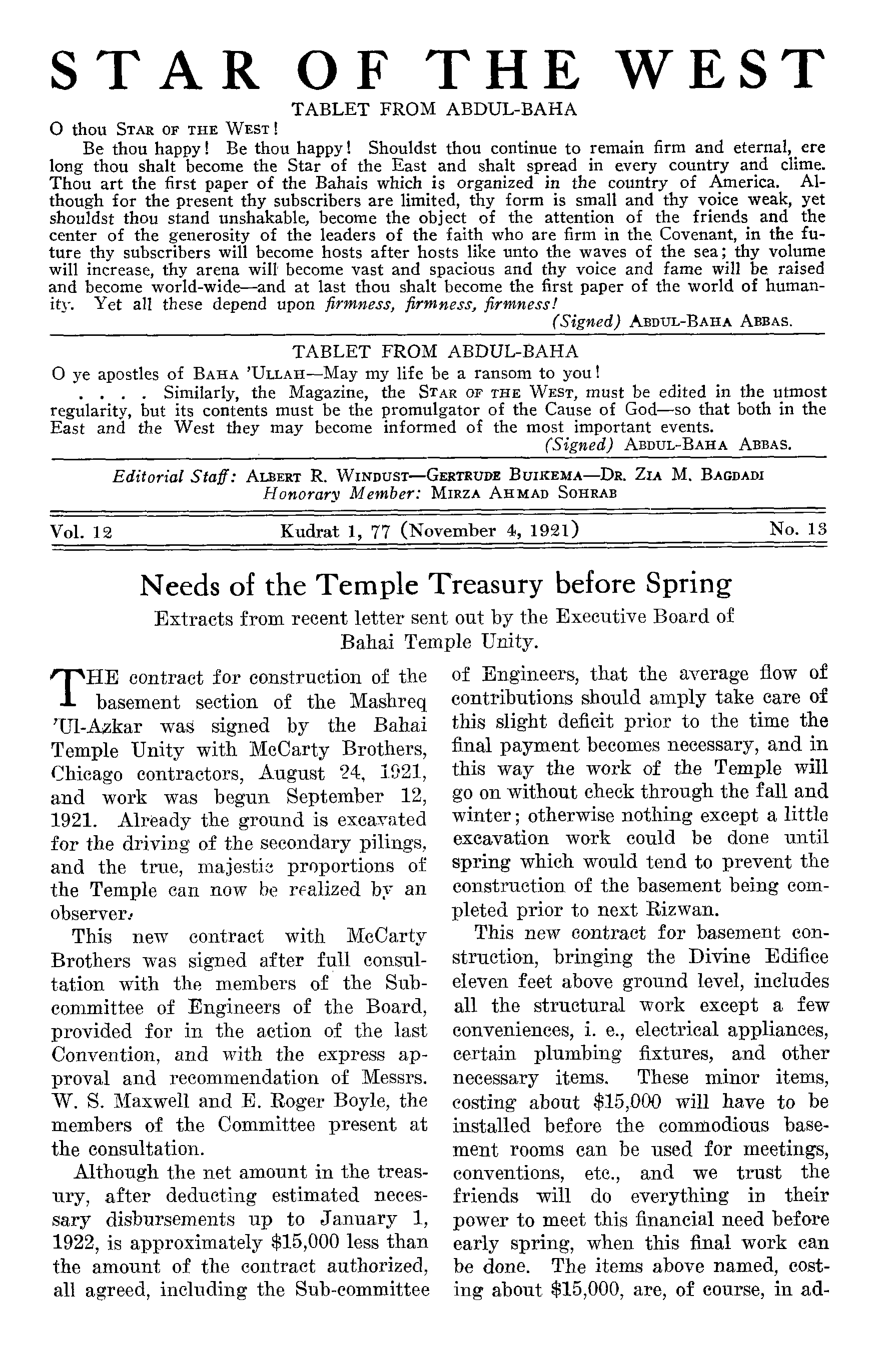 STAR OF THE WEST
TABLET FROM ABDUL-BAHA
O thou STAR OF THE WEST!
Be thou happy! Be thou happy! Shouldst thou continue to remain firm and eternal, ere
long thou shalt become the Star of the East and shalt spread in every country and clime.
Thou art the first paper of the Bahais which is organized in the country of America. Al-
though for the present thy subscribers are limited, thy form is small and thy voice weak, yet
shouldst thou stand unshakable, become the object of the attention of the friends and the
center of the generosity of the leaders of the faith who are firm in the Covenant, in the fu-
ture thy subscribers will become hosts after hosts like unto the waves of the sea; thy volume
will increase, thy arena will become vast and spacious and thy voice and fame will be raised
and become world-wide—and at last thou shalt become the first paper of the world of human-
ity. Yet all these depend upon firmness, firmness, firmness!
(Signed) ABDUL-BAHA ABBAS.
TABLET FROM ABDUL-BAHA
O ye apostles of BAHA 'ULLAH—May my life be a ransom to you!
. . . . Similarly, the Magazine, the STAR OF THE WEST, must be edited in the utmost
regularity, but its contents must be the promulgator of the Cause of God—so that both in the
East and the West they may become informed of the most important events.
(Signed) ABDUL-BAHA ABBAS.
Editorial Staff: ALBERT R. WINDUST—GERTRUDE BUIKEMA—DR. ZIA M. BAGDADI
Honorary Member: MIRZA AHMAD SOHRAB
Vol. 12 Kudrat 1, 77 (November 4, 1921) No. 13
Needs of the Temple Treasury before Spring
Extracts from recent letter sent out by the Executive Board of
Bahai Temple Unity.
THE contract for construction of the
basement section of the Mashreq
'Ul-Azkar was signed by the Bahai
Temple Unity with McCarty Brothers,
Chicago contractors, August 24, 1921,
and work was begun September 12,
1921. Already the ground is excavated
for the driving of the secondary pilings,
and the true, majestic proportions of
the Temple can now be realized by an
observer.
This new contract with McCarty
Brothers was signed after full consul-
tation with the members of the Sub-
committee of Engineers of the Board,
provided for in the action of the last
Convention, and with the express ap-
proval and recommendation of Messrs.
W. S. Maxwell and E. Roger Boyle, the
members of the Committee present at
the consultation.
Although the net amount in the treas-
ury, after deducting estimated neces-
sary disbursements up to January 1,
1922, is approximately $15,000 less than
the amount of the contract authorized,
all agreed, including the Sub-committee
of Engineers, that the average flow of
contributions should amply take care of
this slight deficit prior to the time the
final payment becomes necessary, and in
this way the work of the Temple will
go on without check through the fall and
winter; otherwise nothing except a little
excavation work could be done until
spring which would tend to prevent the
construction of the basement being com-
pleted prior to next Rizwan.
This new contract for basement con-
struction, bringing the Divine Edifice
eleven feet above ground level, includes
all the structural work except a few
conveniences, i. e., electrical appliances,
certain plumbing fixtures, and other
necessary items. These minor items,
costing about $15,000 will have to be
installed before the commodious base-
ment rooms can be used for meetings,
conventions, etc., and we trust the
friends will do everything in their
power to meet this financial need before
early spring, when this final work can
be done. The items above named, cost-
ing about $15,000, are, of course, in ad-